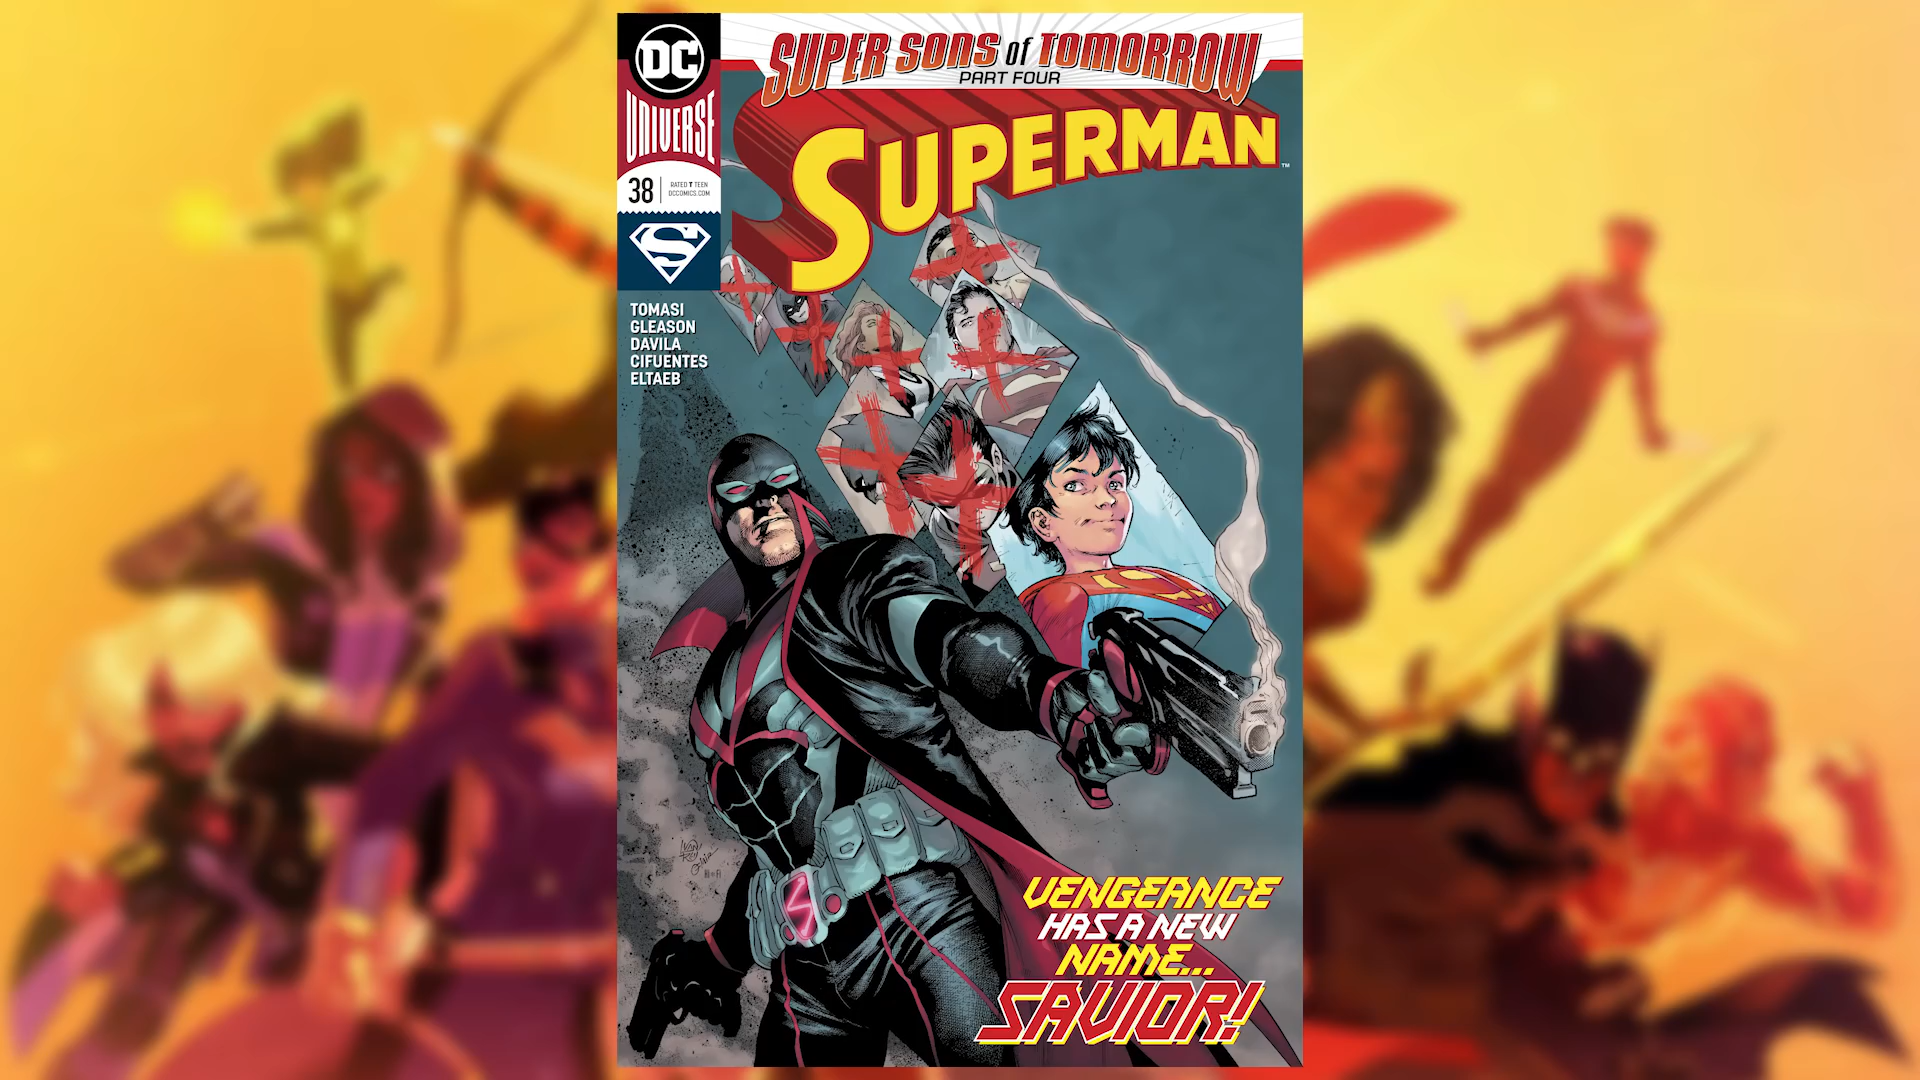 DC
UNIVERSE
38
RATED T TEEN
DCCOMICS.COM
SUPER SONS of TOMORROW
PART FOUR
SUPERMAN
TM
TOMASI
GLEASON
DAVILA
CIFUENTES
ELTAEB
VENGEANCE
HAS A NEW
NAME...
SAVIOR!